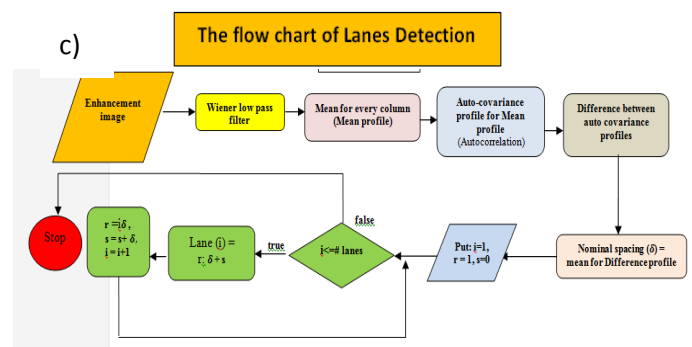 c)
The flow chart of Lanes Detection
Enhancement
image
Wiener low pass
filter
Mean for every column
(Mean profile)
Auto-covariance
profile for Mean
profile
(Autocorrelation)
Difference between
auto covariance
profiles
Nominal spacing (δ) =
mean for Difference profile
Put: i=1,
r = 1, s=0
i<=# lanes
false
true
Lane (i) =
r: δ + s
r =iδ ,
s = s+ δ,
i = i+1
Stop